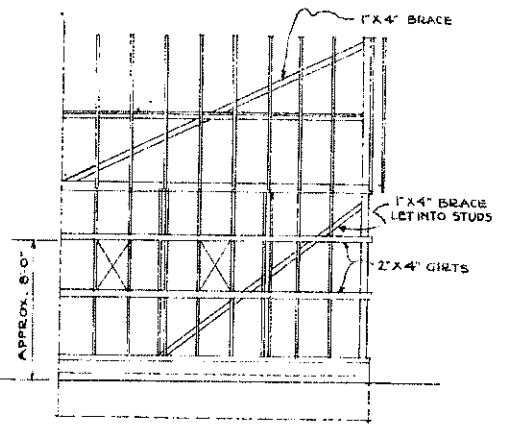 1"X4" BRACE
1"X4" BRACE
LET INTO STUDS
2"X4" GIRTS
APPROX. 8'-0"